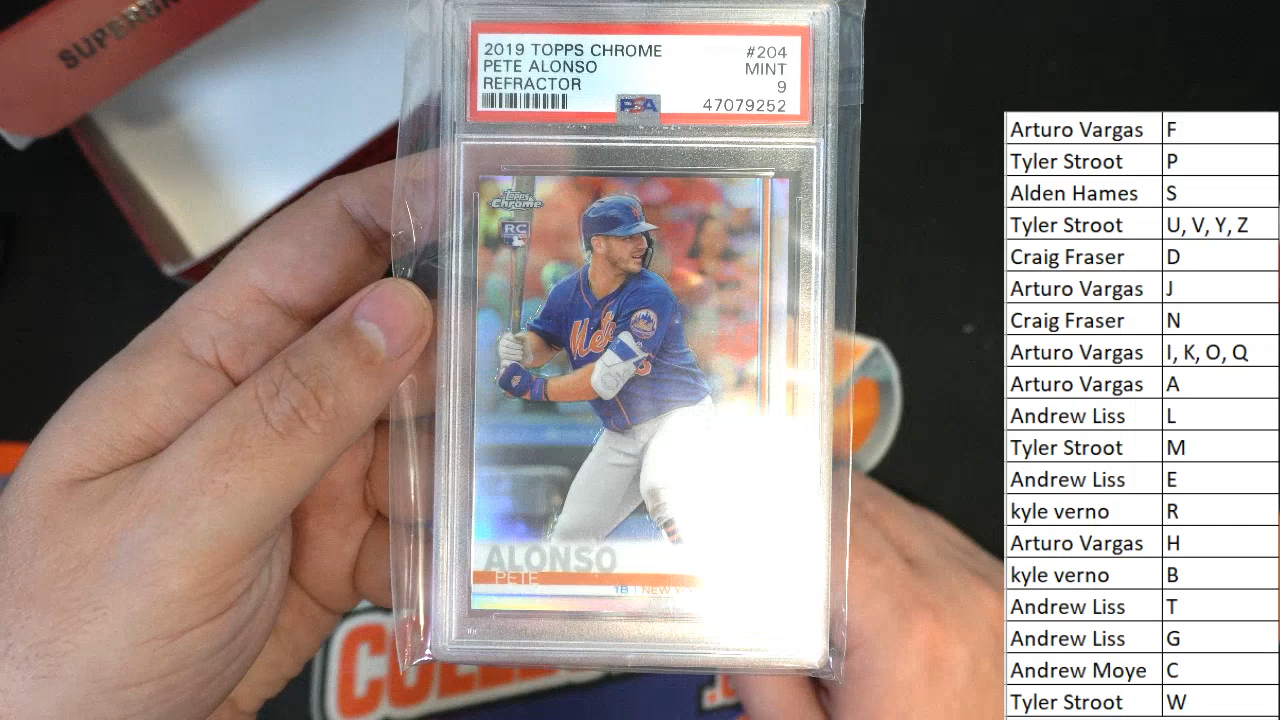 SUPER
2019 TOPPS CHROME #204
PETE ALONSO MINT
REFRACTOR 9
PSA 47079252
Topps
Chrome
RC
Mets
ALONSO
PETE
1B | NEW Y
Arturo Vargas F
Tyler Stroot P
Alden Hames S
Tyler Stroot U, V, Y, Z
Craig Fraser D
Arturo Vargas J
Craig Fraser N
Arturo Vargas I, K, O, Q
Arturo Vargas A
Andrew Liss L
Tyler Stroot M
Andrew Liss E
kyle verno R
Arturo Vargas H
kyle verno B
Andrew Liss T
Andrew Liss G
Andrew Moye C
Tyler Stroot W